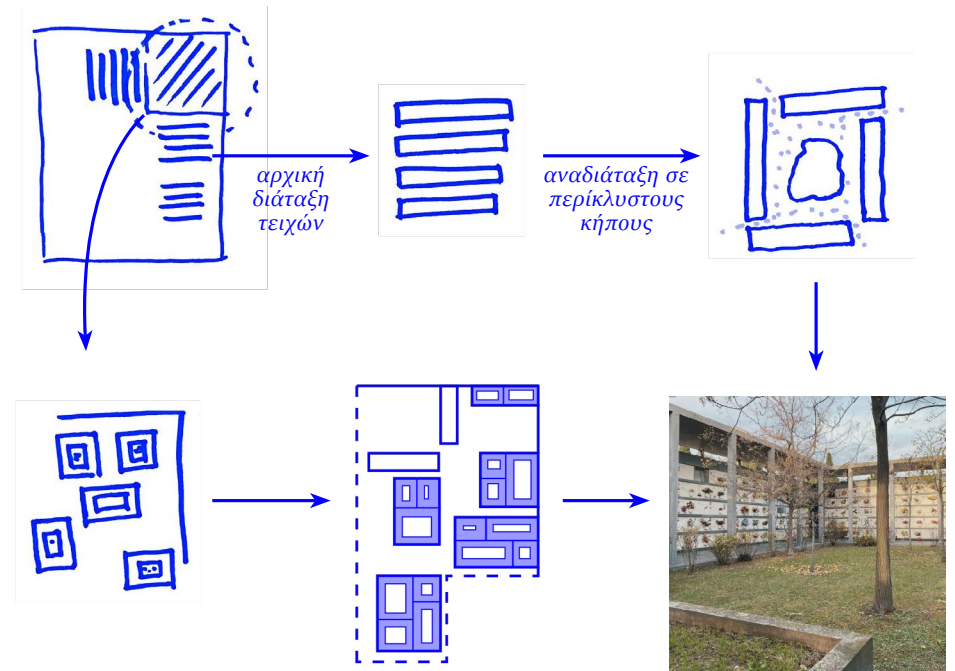 αρχική
διάταξη
τειχών
αναδιάταξη σε
περίκλυστους
κήπους